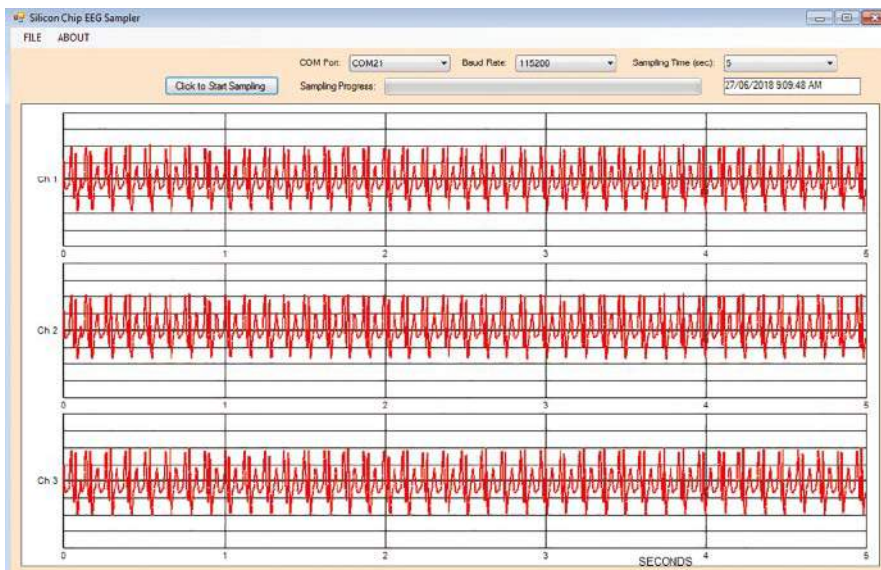 Silicon Chip EEG Sampler
FILE ABOUT
COM Port: COM21 Baud Rate: 115200 Sampling Time (sec): 5
Click to Start Sampling Sampling Progress: 27/06/2018 9:09:48 AM
Ch 1
0 1 2 3 4 5
Ch 2
0 1 2 3 4 5
Ch 3
0 1 2 3 4 5
SECONDS